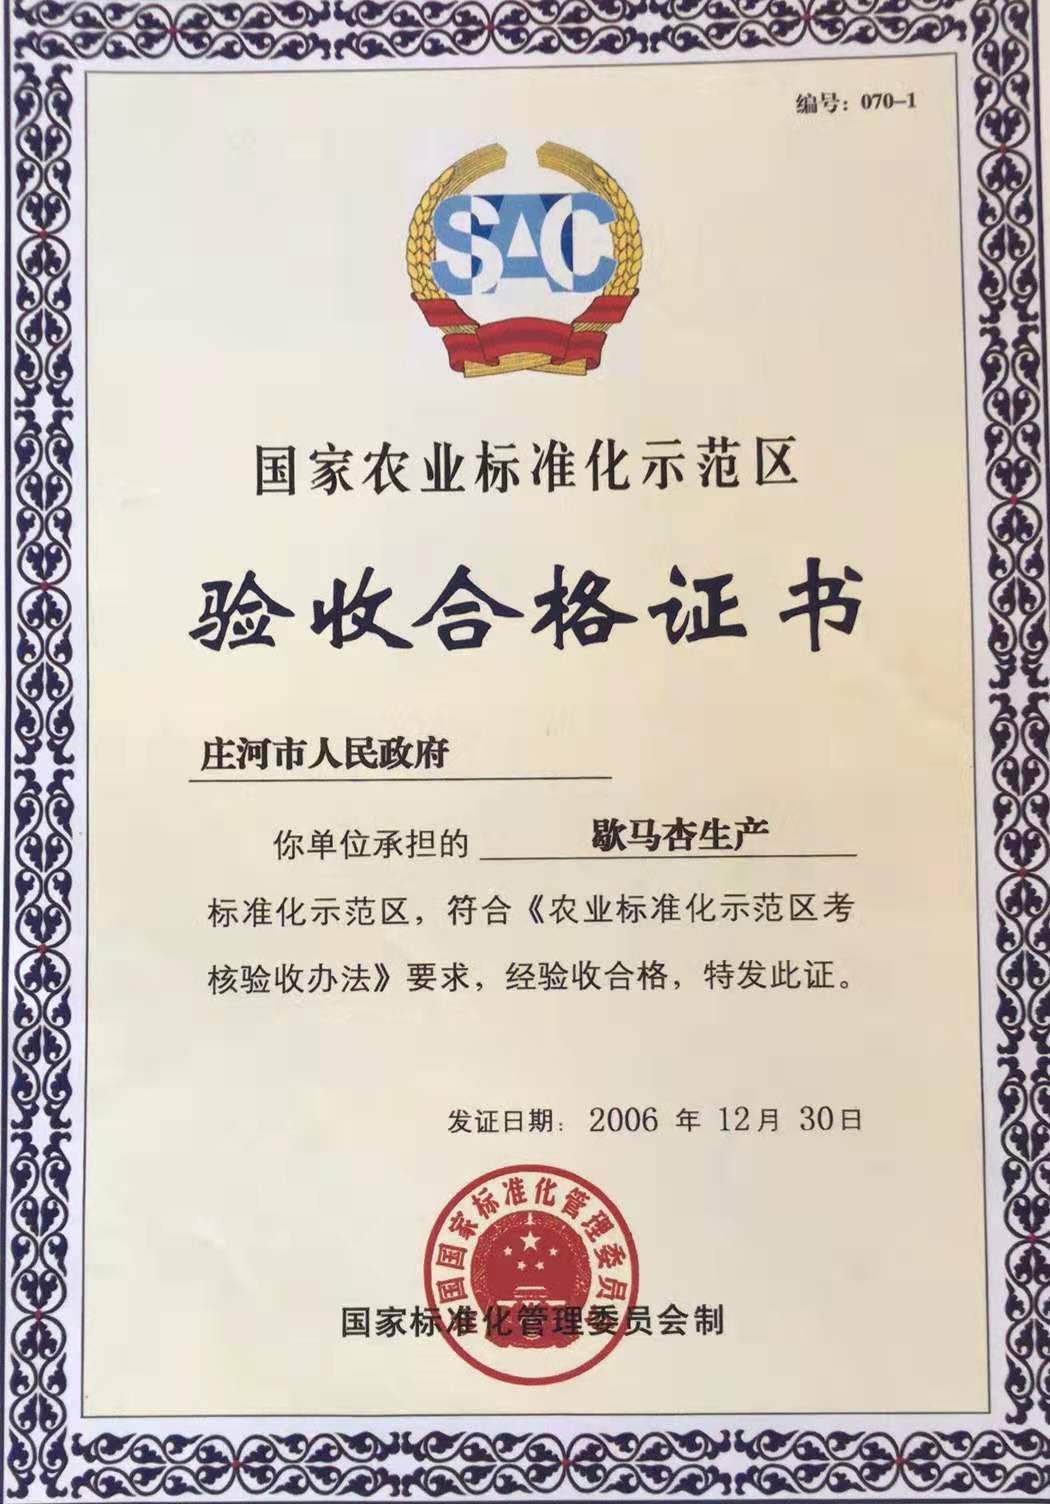 编号：070-1
SAC
国家农业标准化示范区
验收合格证书
庄河市人民政府
你单位承担的 歇马杏生产
标准化示范区，符合《农业标准化示范区考
核验收办法》要求，经验收合格，特发此证。
发证日期：2006 年 12月 30日
国国家标准化管理委员
国家标准化管理委员会制